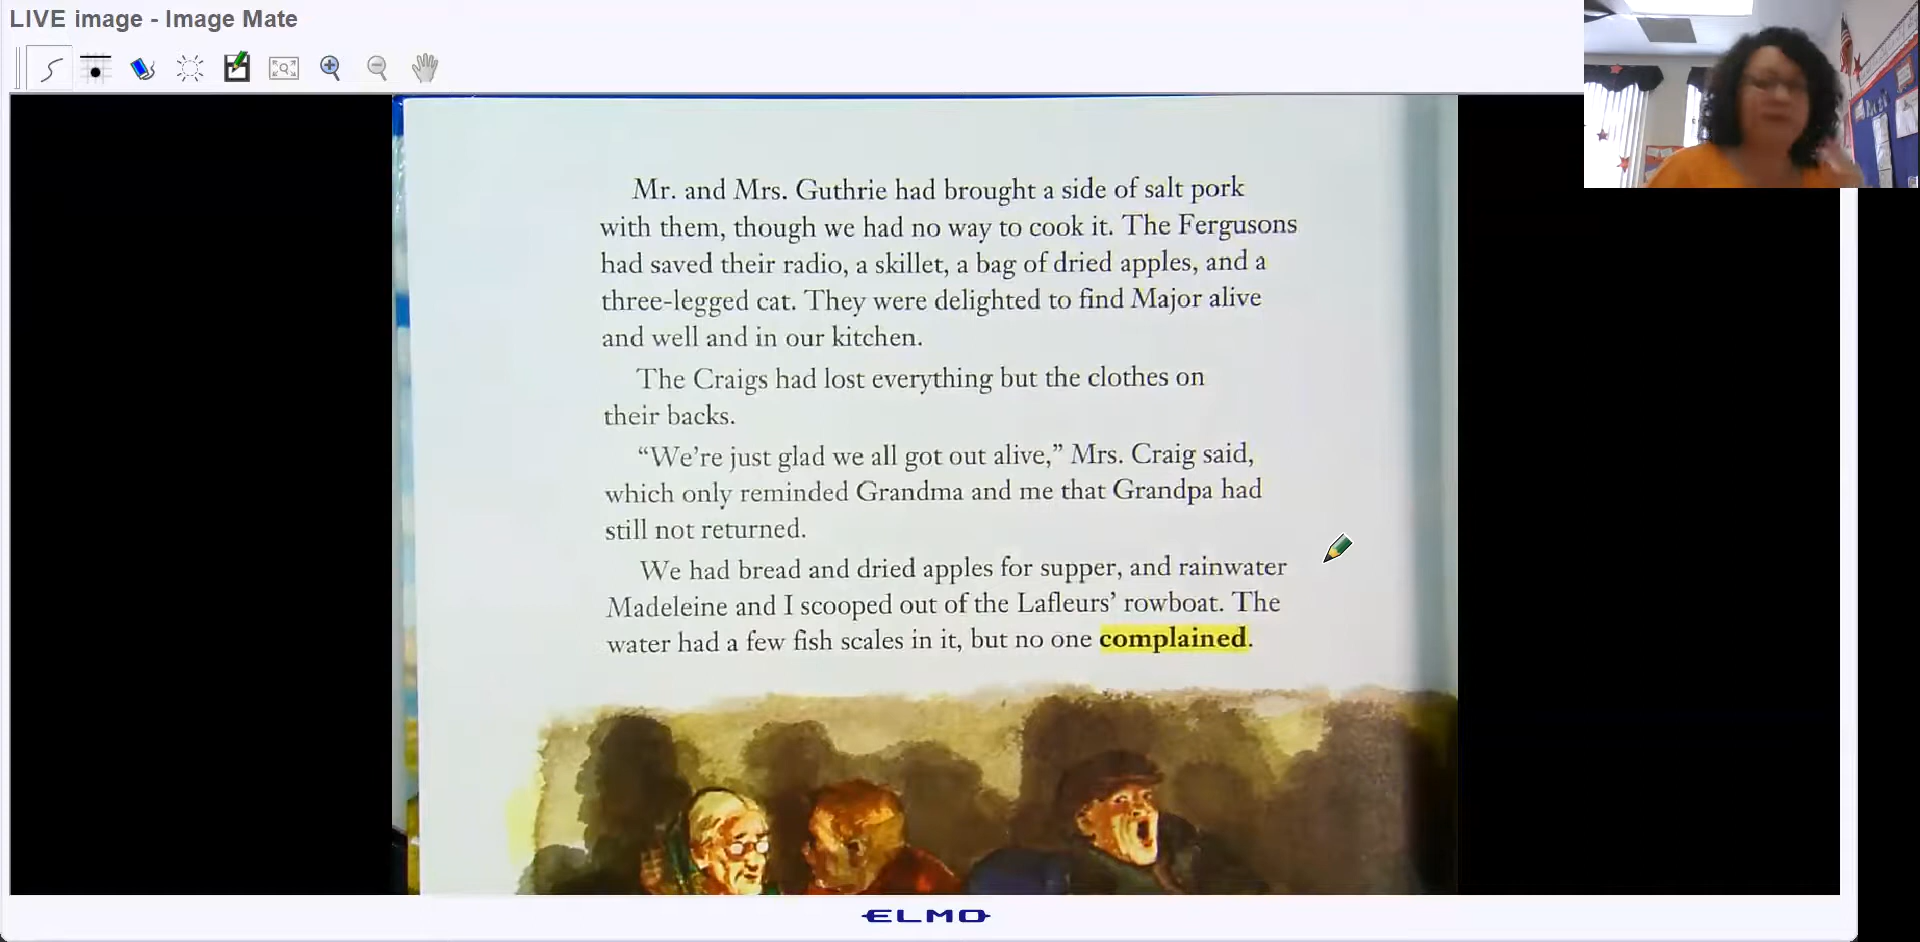 LIVE image - Image Mate
Mr. and Mrs. Guthrie had brought a side of salt pork
with them, though we had no way to cook it. The Fergusons
had saved their radio, a skillet, a bag of dried apples, and a
three-legged cat. They were delighted to find Major alive
and well and in our kitchen.
The Craigs had lost everything but the clothes on
their backs.
“We’re just glad we all got out alive,” Mrs. Craig said,
which only reminded Grandma and me that Grandpa had
still not returned.
We had bread and dried apples for supper, and rainwater
Madeleine and I scooped out of the Lafleurs’ rowboat. The
water had a few fish scales in it, but no one complained.
ELMO